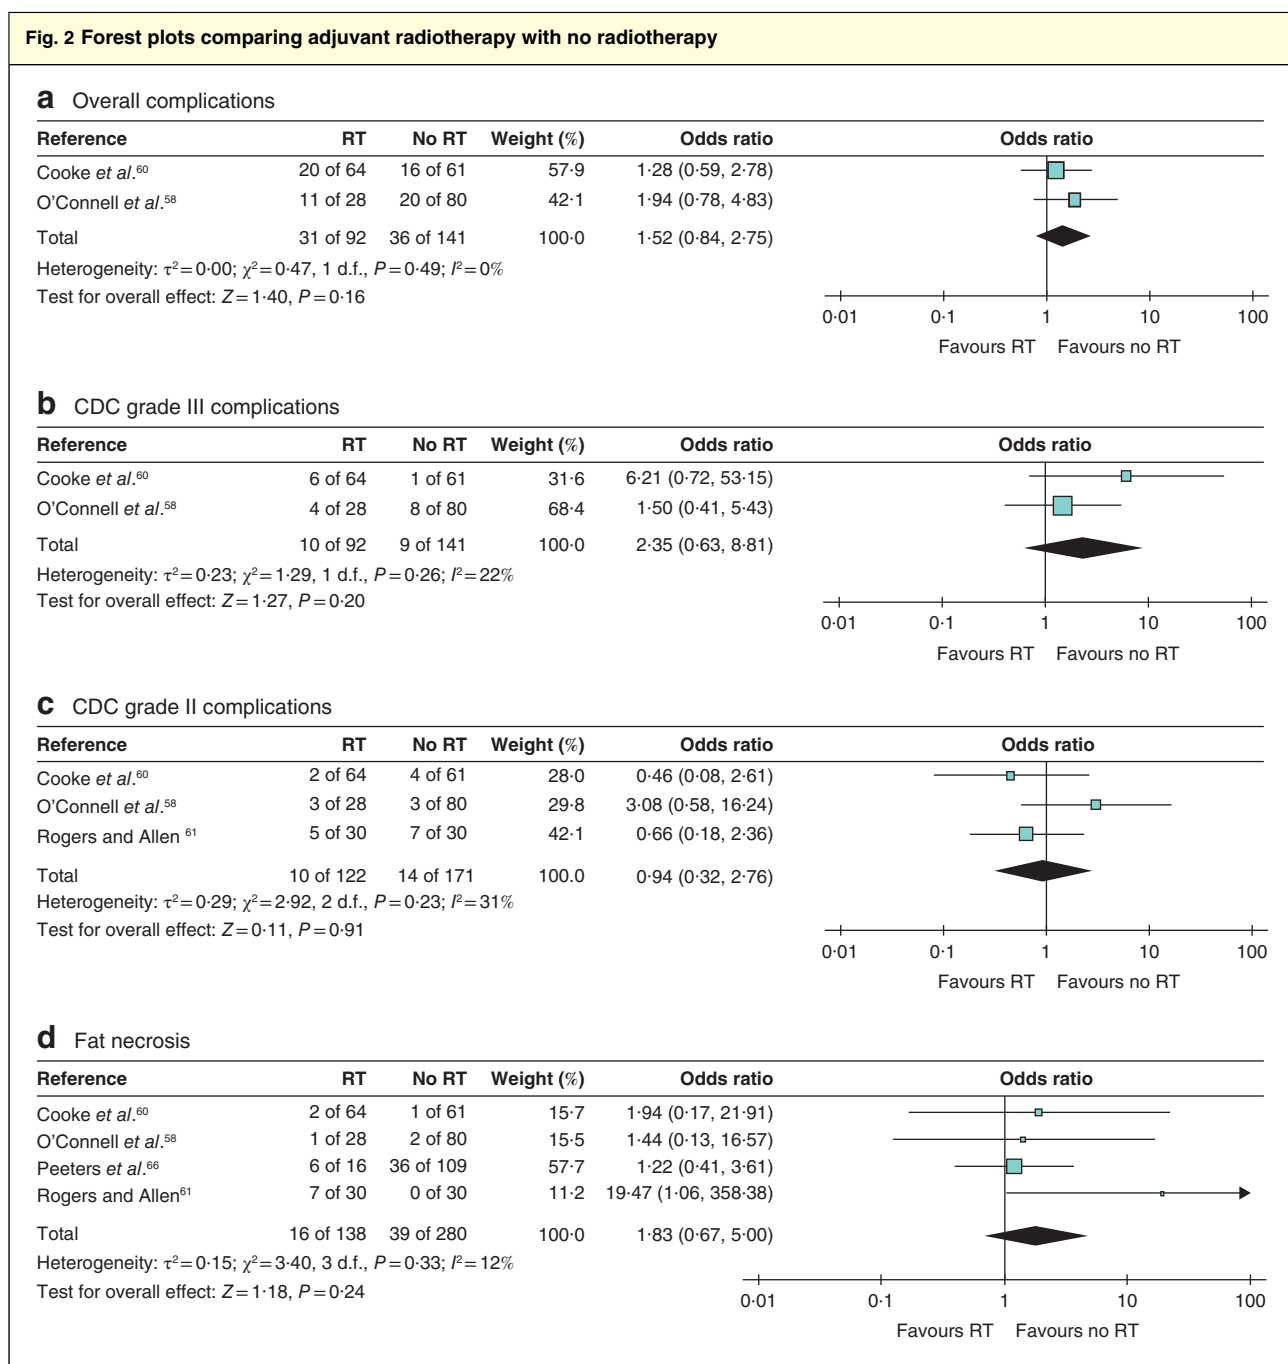 Fig. 2 Forest plots comparing adjuvant radiotherapy with no radiotherapy
a Overall complications
Reference RT No RT Weight (%) Odds ratio Odds ratio
Cooke et al.60 20 of 64 16 of 61 57·9 1·28 (0·59, 2·78)
O'Connell et al.58 11 of 28 20 of 80 42·1 1·94 (0·78, 4·83)
Total 31 of 92 36 of 141 100·0 1·52 (0·84, 2·75)
Heterogeneity: τ²=0·00; χ²=0·47, 1 d.f., P=0·49; I²=0%
Test for overall effect: Z=1·40, P=0·16
0·01 0·1 1 10 100
Favours RT Favours no RT
b CDC grade III complications
Reference RT No RT Weight (%) Odds ratio Odds ratio
Cooke et al.60 6 of 64 1 of 61 31·6 6·21 (0·72, 53·15)
O'Connell et al.58 4 of 28 8 of 80 68·4 1·50 (0·41, 5·43)
Total 10 of 92 9 of 141 100·0 2·35 (0·63, 8·81)
Heterogeneity: τ²=0·23; χ²=1·29, 1 d.f., P=0·26; I²=22%
Test for overall effect: Z=1·27, P=0·20
0·01 0·1 1 10 100
Favours RT Favours no RT
c CDC grade II complications
Reference RT No RT Weight (%) Odds ratio Odds ratio
Cooke et al.60 2 of 64 4 of 61 28·0 0·46 (0·08, 2·61)
O'Connell et al.58 3 of 28 3 of 80 29·8 3·08 (0·58, 16·24)
Rogers and Allen 61 5 of 30 7 of 30 42·1 0·66 (0·18, 2·36)
Total 10 of 122 14 of 171 100.0 0·94 (0·32, 2·76)
Heterogeneity: τ²=0·29; χ²=2·92, 2 d.f., P=0·23; I²=31%
Test for overall effect: Z=0·11, P=0·91
0·01 0·1 1 10 100
Favours RT Favours no RT
d Fat necrosis
Reference RT No RT Weight (%) Odds ratio Odds ratio
Cooke et al.60 2 of 64 1 of 61 15·7 1·94 (0·17, 21·91)
O'Connell et al.58 1 of 28 2 of 80 15·5 1·44 (0·13, 16·57)
Peeters et al.66 6 of 16 36 of 109 57·7 1·22 (0·41, 3·61)
Rogers and Allen61 7 of 30 0 of 30 11·2 19·47 (1·06, 358·38)
Total 16 of 138 39 of 280 100·0 1·83 (0·67, 5·00)
Heterogeneity: τ²=0·15; χ²=3·40, 3 d.f., P=0·33; I²=12%
Test for overall effect: Z=1·18, P=0·24
0·01 0·1 1 10 100
Favours RT Favours no RT